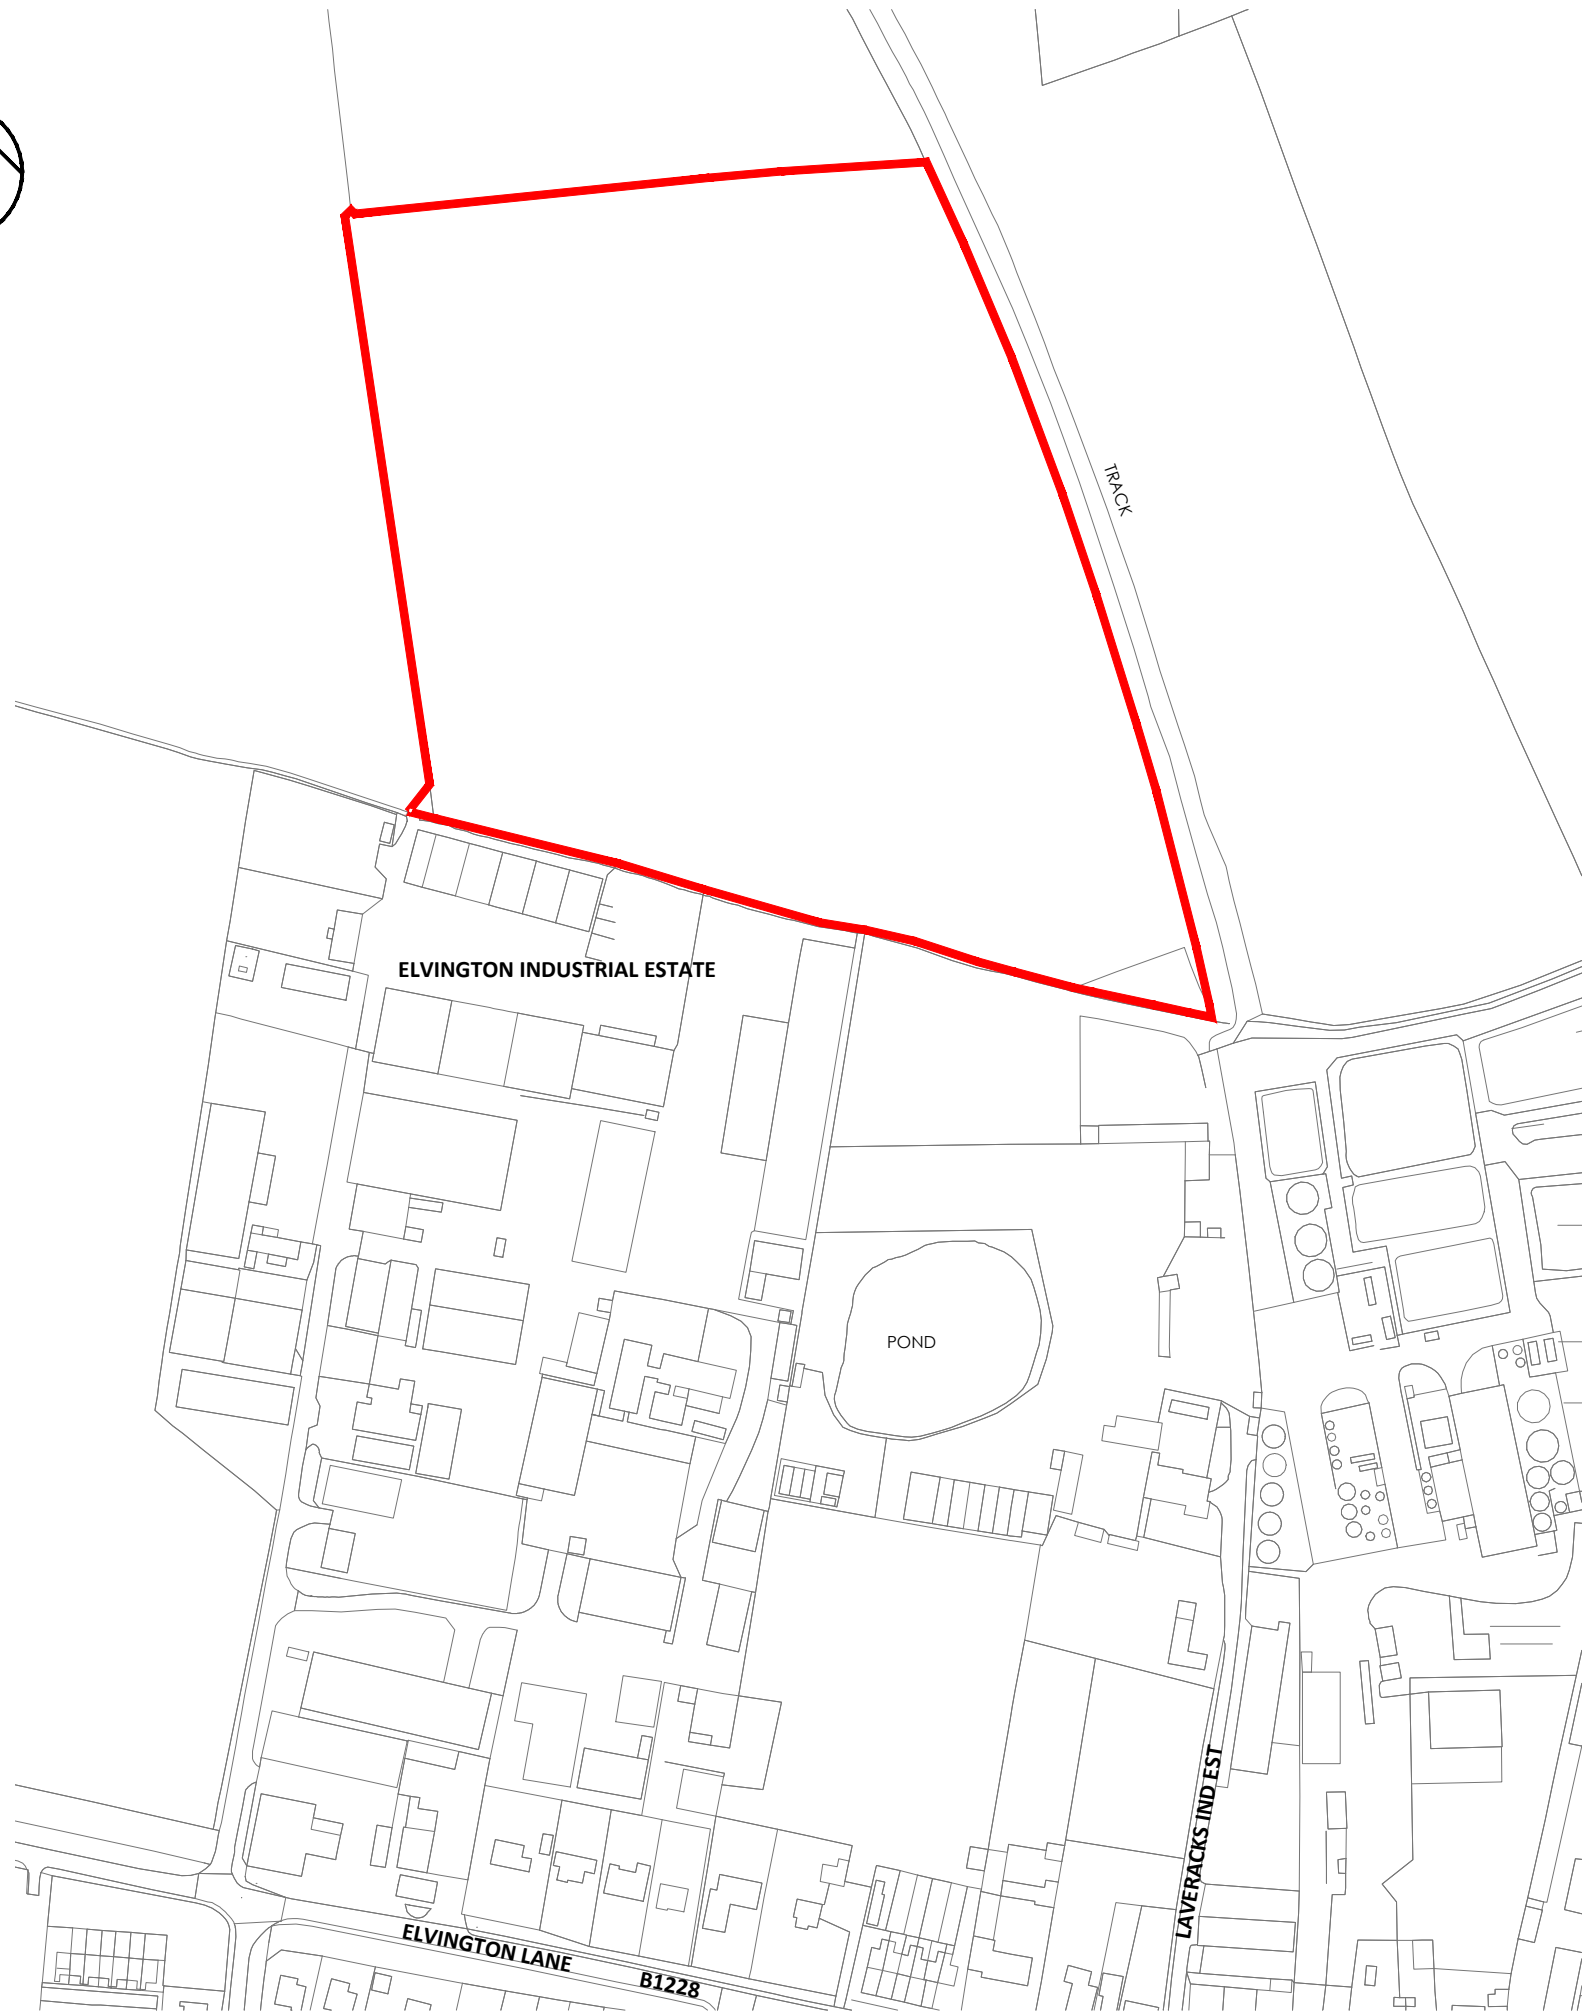 TRACK
ELVINGTON INDUSTRIAL ESTATE
POND
LAVERACKS IND EST
ELVINGTON LANE
B1228